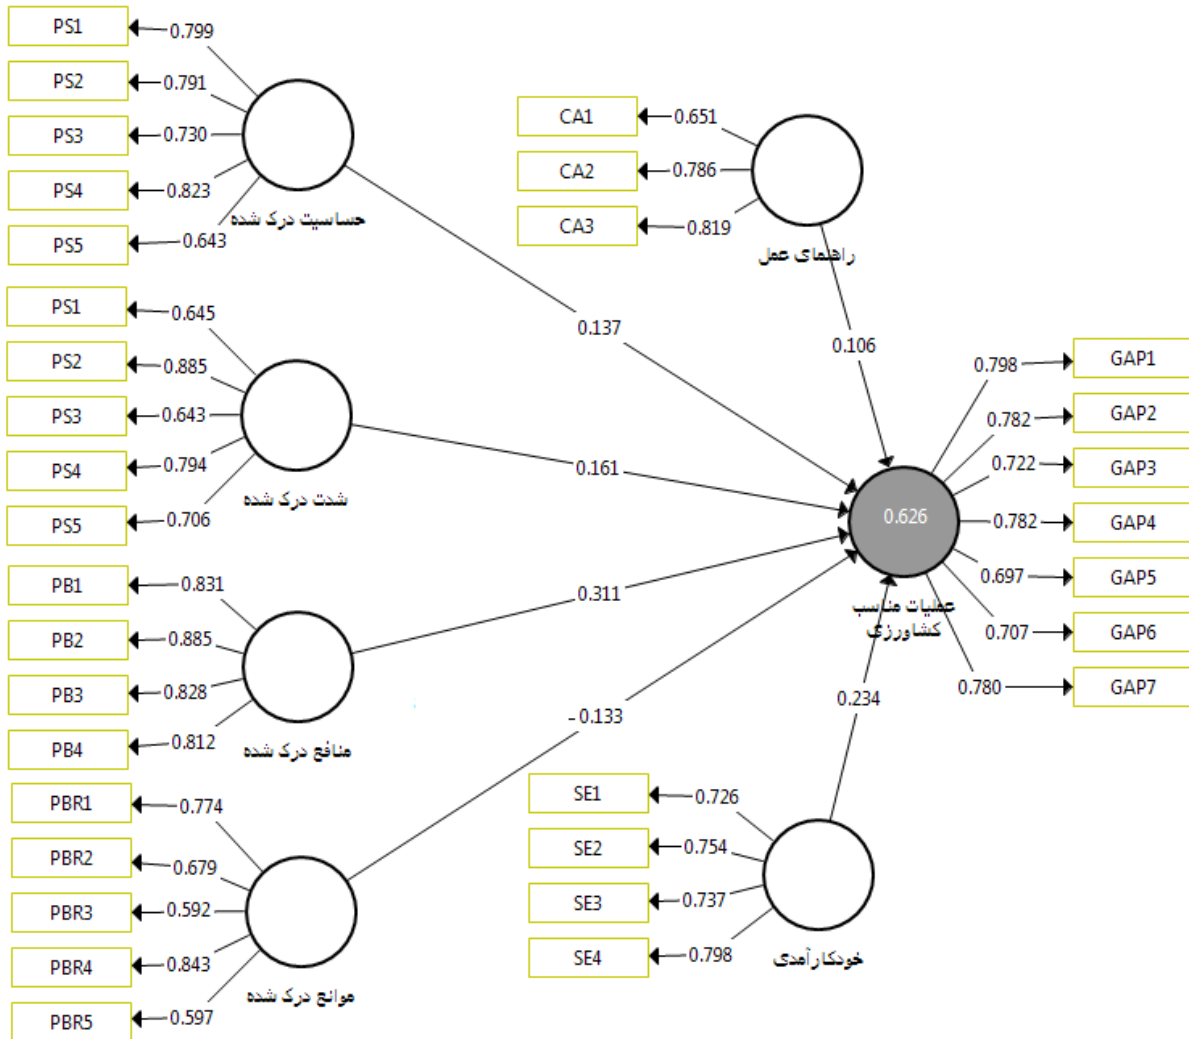 PS1
0.799
PS2
0.791
PS3
0.730
PS4
0.823
PS5
0.643
حساسیت درک شده
PS1
0.645
PS2
0.885
PS3
0.643
PS4
0.794
PS5
0.706
شدت درک شده
PB1
0.831
PB2
0.885
PB3
0.828
PB4
0.812
منافع درک شده
PBR1
0.774
PBR2
0.679
PBR3
0.592
PBR4
0.843
PBR5
0.597
موانع درک شده
CA1
0.651
CA2
0.786
CA3
0.819
راهنمای عمل
0.137
0.106
0.161
0.311
-0.133
0.234
SE1
0.726
SE2
0.754
SE3
0.737
SE4
0.798
خودکارآمدی
0.626
عملیات مناسب
کشاورزی
0.798
GAP1
0.782
GAP2
0.722
GAP3
0.782
GAP4
0.697
GAP5
0.707
GAP6
0.780
GAP7